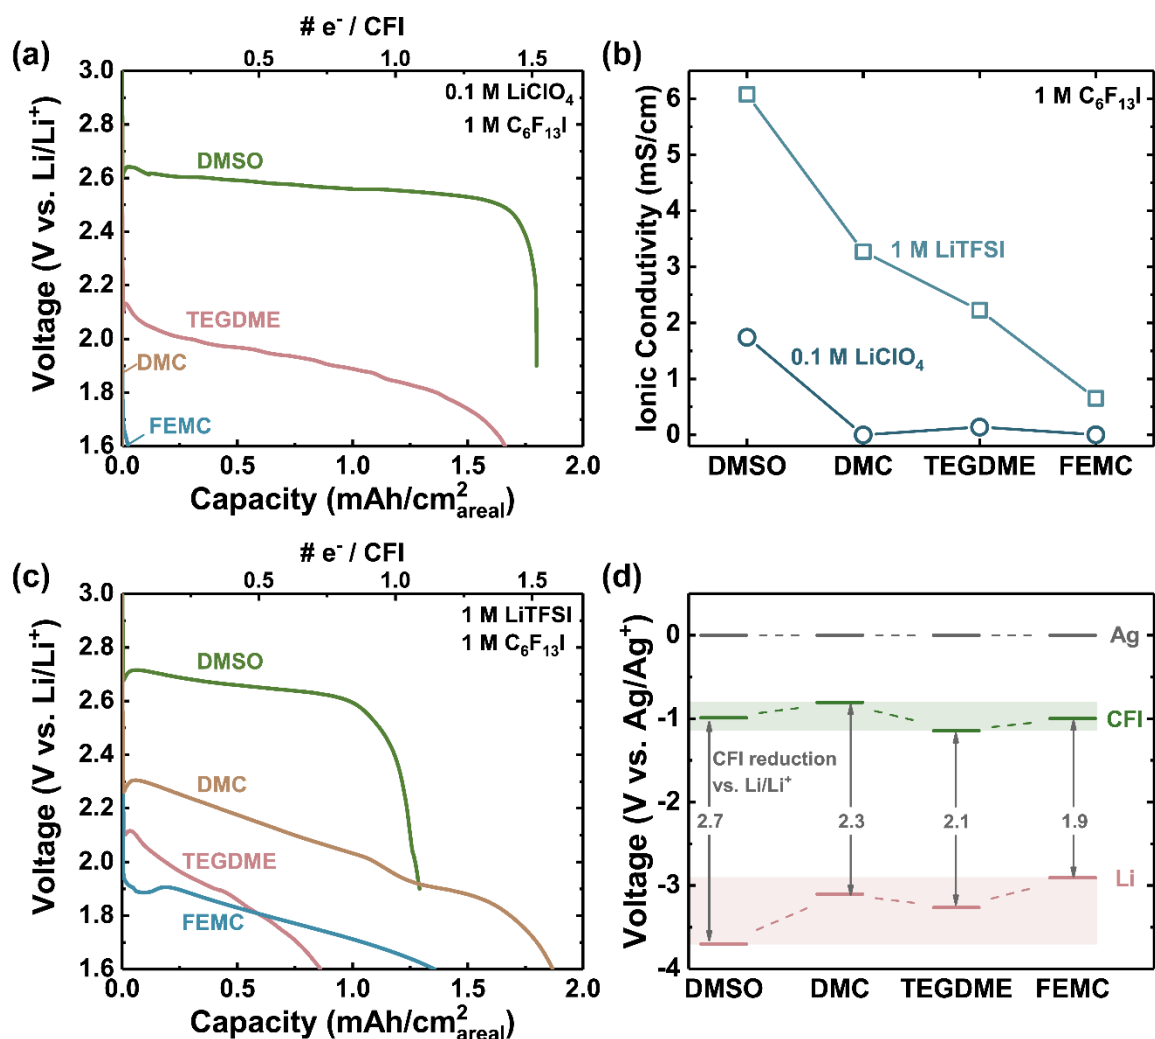 (a)
# e⁻ / CFI
0.5 1.0 1.5
3.0
2.8
2.6
2.4
2.2
2.0
1.8
1.6
Voltage (V vs. Li/Li⁺)
0.1 M LiClO₄
1 M C₆F₁₃I
DMSO
TEGDME
DMC
FEMC
0.0 0.5 1.0 1.5 2.0
Capacity (mAh/cm²areal)
(b)
6
5
4
3
2
1
0
Ionic Condutivity (mS/cm)
1 M C₆F₁₃I
1 M LiTFSI
0.1 M LiClO₄
DMSO DMC TEGDME FEMC
(c)
# e⁻ / CFI
0.5 1.0 1.5
3.0
2.8
2.6
2.4
2.2
2.0
1.8
1.6
Voltage (V vs. Li/Li⁺)
1 M LiTFSI
1 M C₆F₁₃I
DMSO
DMC
TEGDME
FEMC
0.0 0.5 1.0 1.5 2.0
Capacity (mAh/cm²areal)
(d)
-0
-1
-2
-3
-4
Voltage (V vs. Ag/Ag⁺)
Ag
CFI
CFI reduction
vs. Li/Li⁺
2.7 2.3 2.1 1.9
Li
DMSO DMC TEGDME FEMC